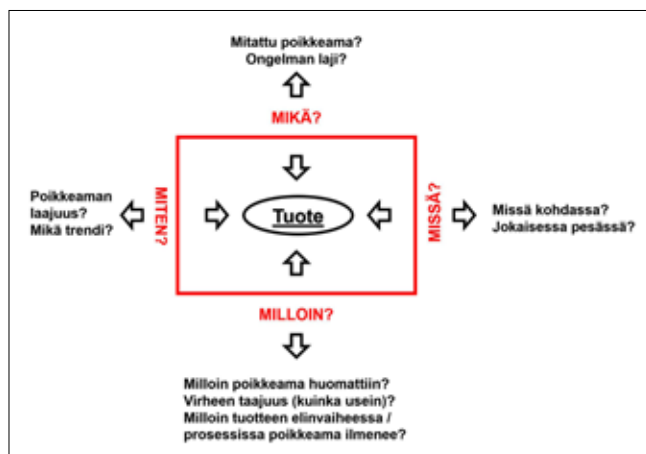 Mitattu poikkeama?
Ongelman laji?
MIKÄ?
Poikkeaman
laajuus?
Mikä trendi?
MITEN?
Tuote
MISSÄ?
Missä kohdassa?
Jokaisessa pesässä?
MILLOIN?
Milloin poikkeama huomattiin?
Virheen taajuus (kuinka usein)?
Milloin tuotteen elinvaiheessa /
prosessissa poikkeama ilmenee?